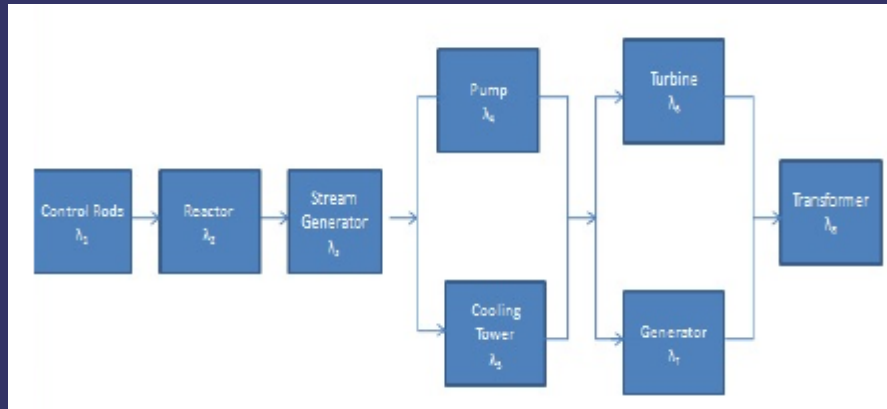 Control Rods
λ₁
Reactor
λ₂
Stream
Generator
λ₃
Pump
λ₄
Cooling
Tower
λ₅
Turbine
λ₆
Generator
λ₇
Transformer
λ₈